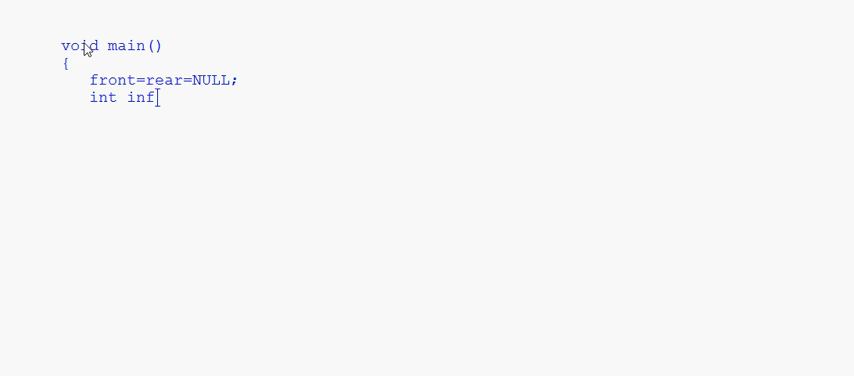 void main()
{
front=rear=NULL;
int inf